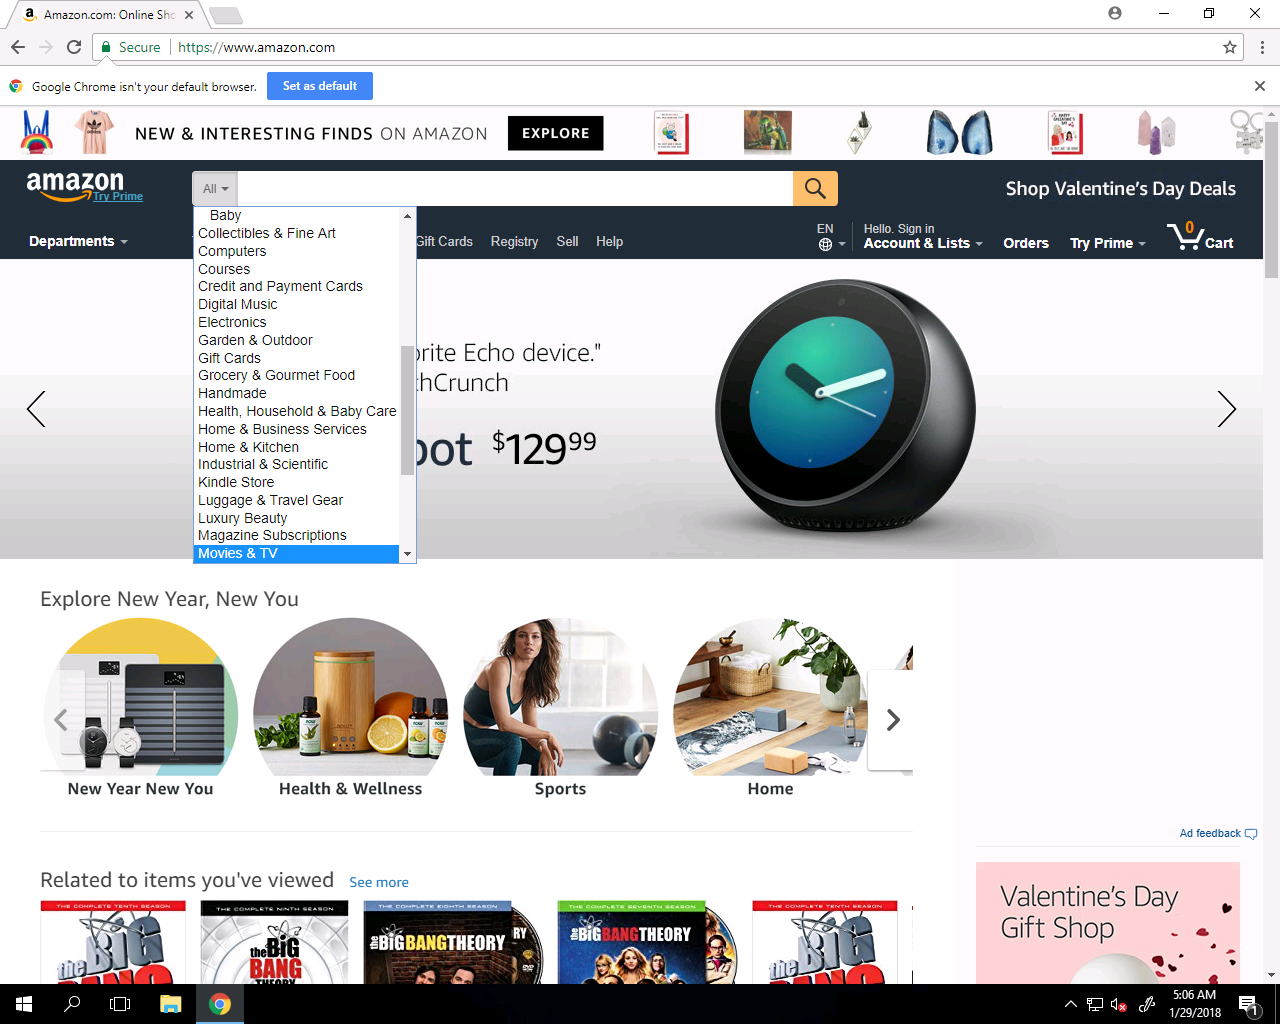 Amazon.com: Online Sho
Secure
https://www.amazon.com
Google Chrome isn't your default browser.
Set as default
NEW & INTERESTING FINDS ON AMAZON
EXPLORE
amazon
Try Prime
All
Shop Valentine's Day Deals
Departments
Gift Cards
Registry
Sell
Help
EN
Hello. Sign in
Account & Lists
Orders
Try Prime
0
Cart
Baby
Collectibles & Fine Art
Computers
Courses
Credit and Payment Cards
Digital Music
Electronics
Garden & Outdoor
Gift Cards
Grocery & Gourmet Food
Handmade
Health, Household & Baby Care
Home & Business Services
Home & Kitchen
Industrial & Scientific
Kindle Store
Luggage & Travel Gear
Luxury Beauty
Magazine Subscriptions
Movies & TV
orite Echo device."
chCrunch
pot
$129 99
Explore New Year, New You
New Year New You
Health & Wellness
Sports
Home
Ad feedback
Related to items you've viewed
See more
THE COMPLETE TENTH SEASON
the BIG BANG
THE COMPLETE NINTH SEASON
the BIG BANG THEORY
THE COMPLETE EIGHTH SEASON
the BIG BANG THEORY
THE COMPLETE SEVENTH SEASON
the BIG BANG THEORY
THE COMPLETE TENTH SEASON
the BIG BANG
Valentine's Day
Gift Shop
5:06 AM
1/29/2018
1